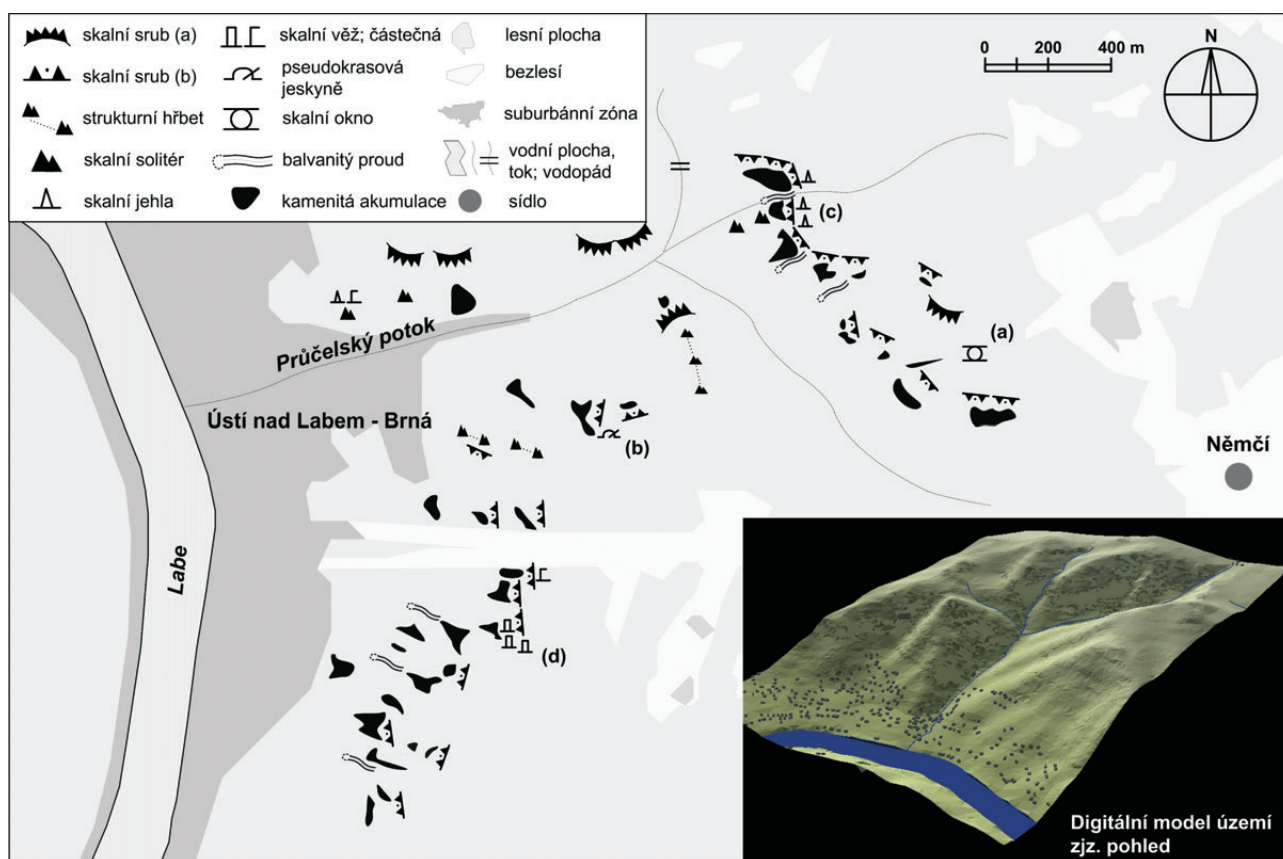 skalní srub (a)
skalní srub (b)
strukturní hřbet
skalní solitér
skalní jehla
skalní věž; částečná
pseudokrasová
jeskyně
skalní okno
balvanitý proud
kamenitá akumulace
lesní plocha
bezlesí
suburbánní zóna
vodní plocha,
tok; vodopád
sídlo
0 200 400 m
N
(c)
(a)
Průčelský potok
Ústí nad Labem - Brná
(b)
Němčí
Labe
(d)
Digitální model území
zjz. pohled